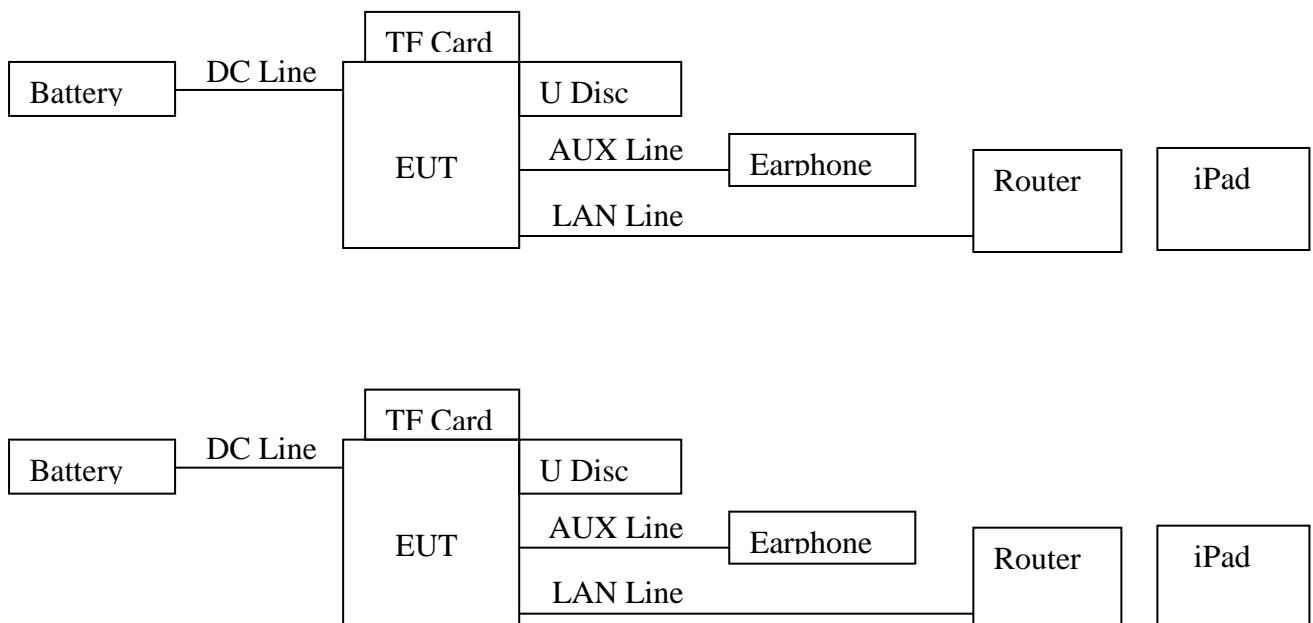 TF Card
DC Line
Battery
U Disc
AUX Line
EUT
Earphone
Router
iPad
LAN Line
TF Card
DC Line
Battery
U Disc
AUX Line
EUT
Earphone
Router
iPad
LAN Line